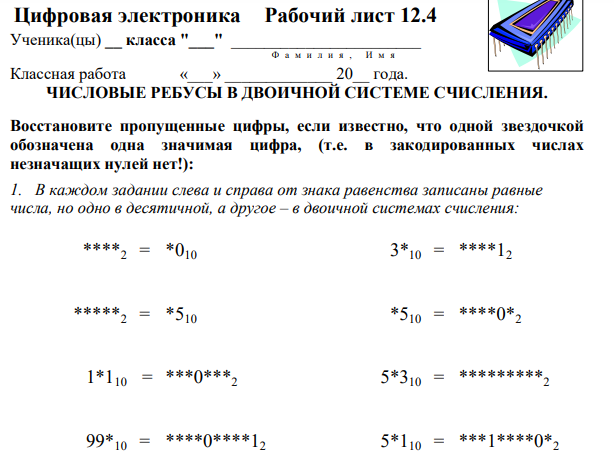 Цифровая электроника Рабочий лист 12.4
Ученика(цы) __ класса "___" ______________________
Фамилия, Имя
Классная работа «___» ______________ 20__ года.
ЧИСЛОВЫЕ РЕБУСЫ В ДВОИЧНОЙ СИСТЕМЕ СЧИСЛЕНИЯ.
Восстановите пропущенные цифры, если известно, что одной звездочкой
обозначена одна значимая цифра, (т.е. в закодированных числах
незначащих нулей нет!):
1. В каждом задании слева и справа от знака равенства записаны равные
числа, но одно в десятичной, а другое – в двоичной системах счисления:
****₂ = *0₁₀ 3*₁₀ = ****1₂
*****₂ = *5₁₀ *5₁₀ = ****0*₂
1*1₁₀ = ***0***₂ 5*3₁₀ = *********₂
99*₁₀ = ****0****1₂ 5*1₁₀ = ***1****0*₂